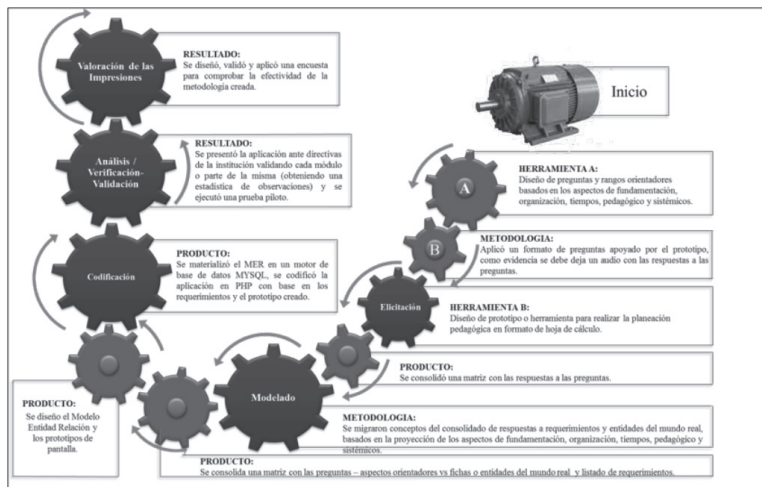 Inicio
A
HERRAMIENTA A:
Diseño de preguntas y rangos orientadores
basados en los aspectos de fundamentación,
organización, tiempos, pedagógico y sistémicos.
B
METODOLOGIA:
Aplicó un formato de preguntas apoyado por el prototipo,
como evidencia se debe deja un audio con las respuestas a las
preguntas.
Elicitación
HERRAMIENTA B:
Diseño de prototipo o herramienta para realizar la planeación
pedagógica en formato de hoja de cálculo.
PRODUCTO:
Se consolidó una matriz con las respuestas a las preguntas.
Modelado
METODOLOGIA:
Se migraron conceptos del consolidado de respuestas a requerimientos y entidades del mundo real,
basados en la proyección de los aspectos de fundamentación, organización, tiempos, pedagógico y
sistémicos.
PRODUCTO:
Se consolida una matriz con las preguntas – aspectos orientadores vs fichas o entidades del mundo real y listado de requerimientos.
PRODUCTO:
Se diseño el Modelo
Entidad Relación y
los prototipos de
pantalla.
Codificación
PRODUCTO:
Se materializó el MER en un motor de
base de datos MYSQL, se codificó la
aplicación en PHP con base en los
requerimientos y el prototipo creado.
Análisis /
Verificación-
Validación
RESULTADO:
Se presentó la aplicación ante directivas
de la institución validando cada módulo
o parte de la misma (obteniendo una
estadística de observaciones) y se
ejecutó una prueba piloto.
Valoración de las
Impresiones
RESULTADO:
Se diseñó, validó y aplicó una encuesta
para comprobar la efectividad de la
metodología creada.